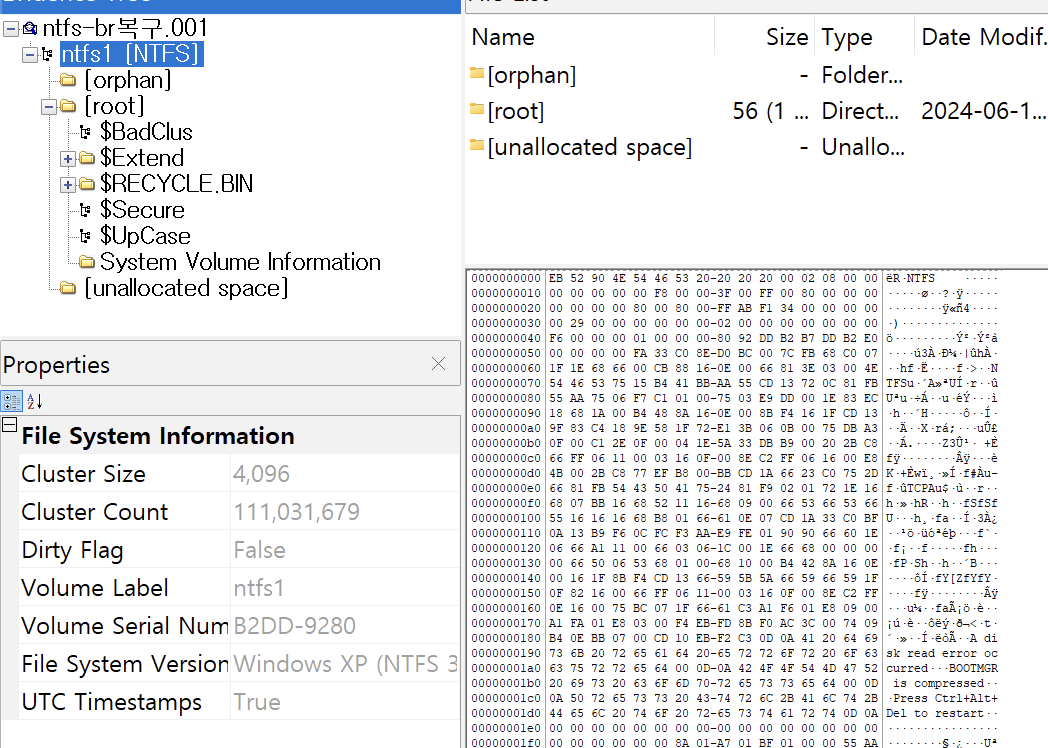 ntfs-br복구.001
ntfs1 [NTFS]
[orphan]
[root]
$BadClus
$Extend
$RECYCLE.BIN
$Secure
$UpCase
System Volume Information
[unallocated space]
Properties
File System Information
Cluster Size 4,096
Cluster Count 111,031,679
Dirty Flag False
Volume Label ntfs1
Volume Serial Num B2DD-9280
File System Version Windows XP (NTFS 3
UTC Timestamps True
Name Size Type Date Modif.
[orphan] - Folder...
[root] 56 (1 ... Direct... 2024-06-1...
[unallocated space] - Unallo...
0000000000 EB 52 90 4E 54 46 53 20-20 20 20 00 02 08 00 00 ëR·NTFS ·····
0000000010 00 00 00 00 00 F8 00 00-3F 00 FF 00 80 00 00 00 ·····ø··?·ÿ·····
0000000020 00 00 00 00 80 00 80 00-FF AB F1 34 00 00 00 00 ········ÿ«ñ4····
0000000030 00 29 00 00 00 00 00 00-02 00 00 00 00 00 00 00 ·)··············
0000000040 F6 00 00 00 01 00 00 00-80 92 DD B2 B7 DD B2 E0
0000000050 00 00 00 00 FA 33 C0 8E-D0 BC 00 7C FB 68 C0 07
0000000060 1F 1E 68 66 00 CB 88 16-0E 00 66 81 3E 03 00 4E
0000000070 54 46 53 75 15 B4 41 BB-AA 55 CD 13 72 0C 81 FB
0000000080 55 AA 75 06 F7 C1 01 00-75 03 E9 DD 00 1E 83 EC
0000000090 18 68 1A 00 B4 48 8A 16-0E 00 8B F4 16 1F CD 13
00000000a0 9F 83 C4 18 9E 58 1F 72-E1 3B 06 0B 00 75 DB A3
00000000b0 0F 00 C1 2E 0F 00 04 1E-5A 33 DB B9 00 20 2B C8
00000000c0 66 FF 06 11 00 03 16 0F-00 8E C2 FF 06 16 00 E8
00000000d0 4B 00 2B C8 77 EF B8 00-BB CD 1A 66 23 C0 75 2D
00000000e0 66 81 FB 54 43 50 41 75-24 81 F9 02 01 72 1E 16
00000000f0 68 07 BB 16 68 52 11 16-68 09 00 66 53 66 53 66
0000000100 55 16 16 16 68 B8 01 66-61 0E 07 CD 1A 33 C0 BF
0000000110 0A 13 B9 F6 0C FC F3 AA-E9 FE 01 90 90 66 60 1E
0000000120 06 66 A1 11 00 66 03 06-1C 00 1E 66 68 00 00 00
0000000130 00 66 50 06 53 68 01 00-68 10 00 B4 42 8A 16 0E
0000000140 00 16 1F 8B F4 CD 13 66-59 5B 5A 66 59 66 59 1F
0000000150 0F 82 16 00 66 FF 06 11-00 03 16 0F 00 8E C2 FF
0000000160 0E 16 00 75 BC 07 1F 66-61 C3 A1 F6 01 E8 09 00
0000000170 A1 FA 01 E8 03 00 F4 EB-FD 8B F0 AC 3C 00 74 09
0000000180 B4 0E BB 07 00 CD 10 EB-F2 C3 0D 0A 41 20 64 69
0000000190 73 6B 20 72 65 61 64 20-65 72 72 6F 72 20 6F 63 sk read error oc
00000001a0 63 75 72 72 65 64 00 0D-0A 42 4F 4F 54 4D 47 52 curred···BOOTMGR
00000001b0 20 69 73 20 63 6F 6D 70-72 65 73 73 65 64 00 0D is compressed··
00000001c0 0A 50 72 65 73 73 20 43-74 72 6C 2B 41 6C 74 2B ·Press Ctrl+Alt+
00000001d0 44 65 6C 20 74 6F 20 72-65 73 74 61 72 74 0D 0A Del to restart··
00000001e0 00 00 00 00 00 00 00 00-00 00 00 00 00 00 00 00 ················
00000001f0 00 00 00 00 00 00 8A 01-A7 01 BF 01 00 00 55 AA ········§·¿···Uª